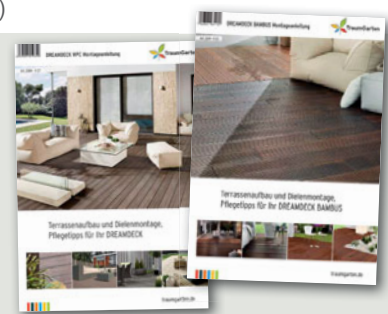 )
DREAMDECK WPC Montageanleitung
TraumGarten
Terrassenaufbau und Dielenmontage,
Pflegetipps für Ihr DREAMDECK
traumgarten.de
DREAMDECK BAMBUS Montageanleitung
TraumGarten
Terrassenaufbau und Dielenmontage,
Pflegetipps für Ihr DREAMDECK BAMBUS
traumgarten.de